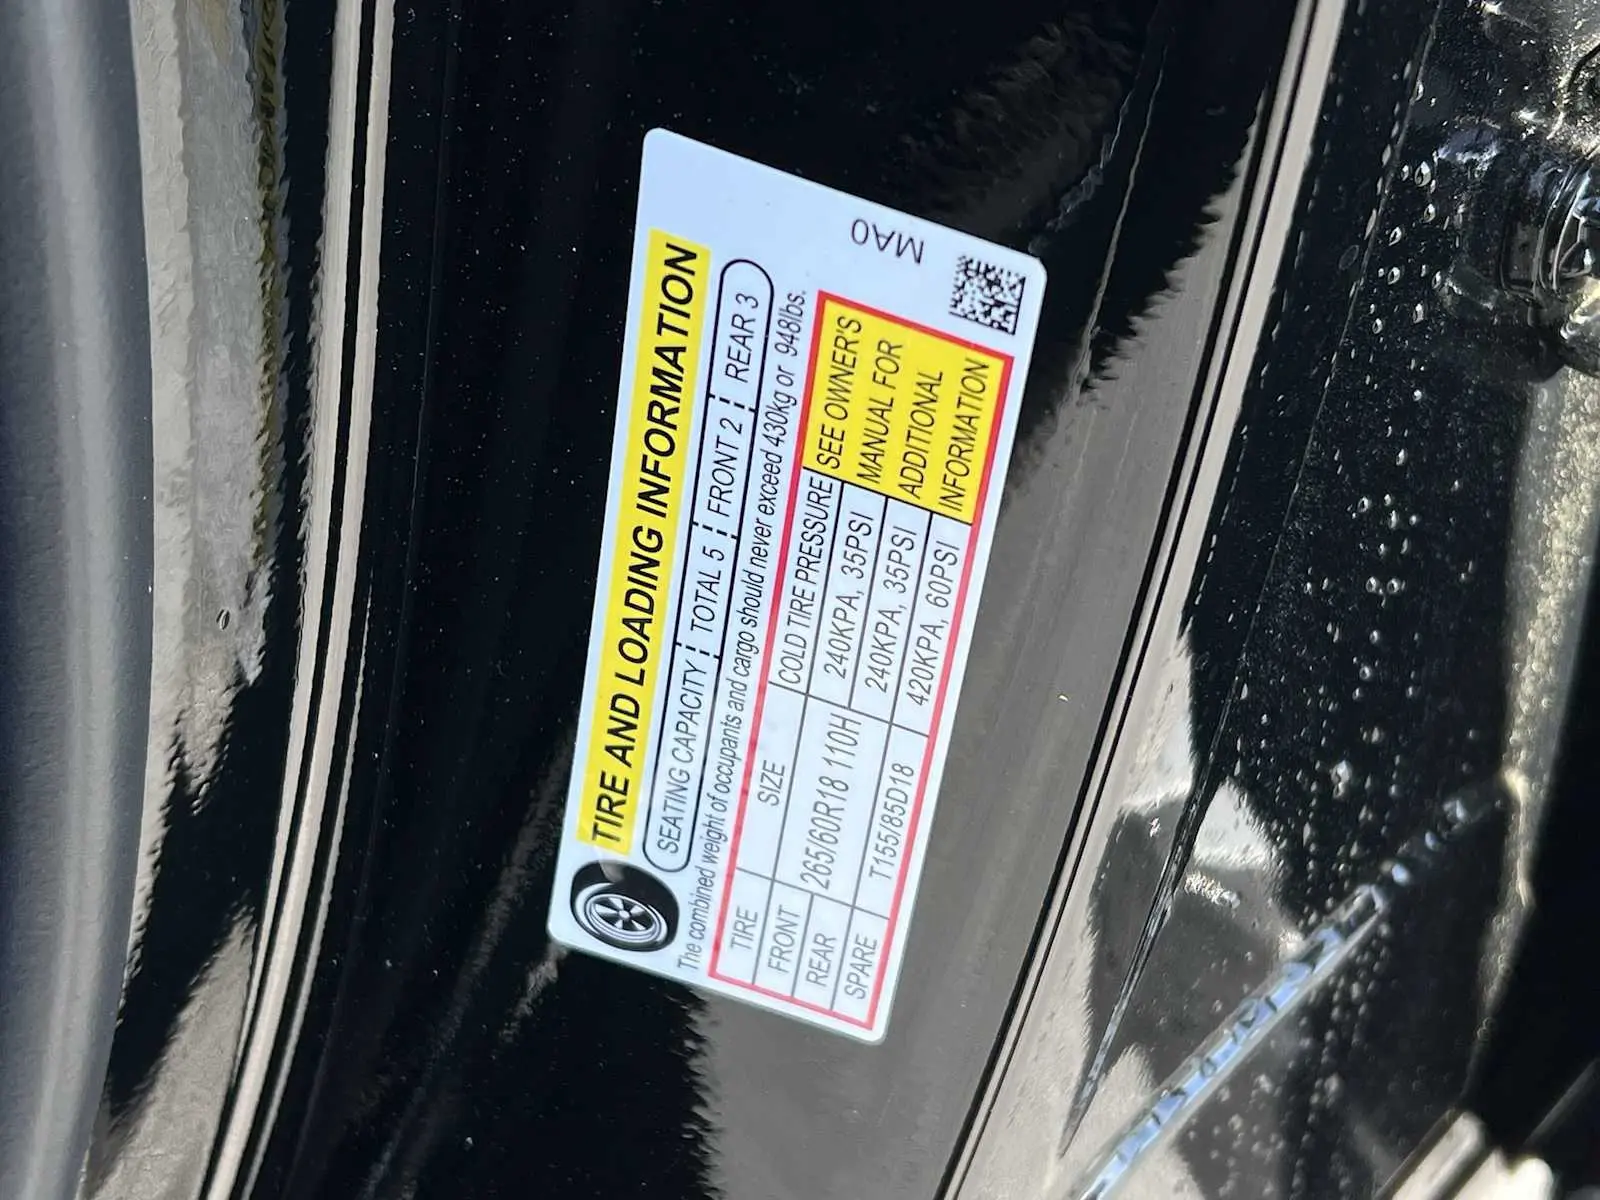 TIRE AND LOADING INFORMATION
SEATING CAPACITY TOTAL 5 FRONT 2 REAR 3
The combined weight of occupants and cargo should never exceed 430kg or 948lbs.
TIRE SIZE COLD TIRE PRESSURE SEE OWNER'S
FRONT 265/60R18 110H 240KPA, 35PSI MANUAL FOR
REAR 240KPA, 35PSI ADDITIONAL
SPARE T155/85D18 420KPA, 60PSI INFORMATION
MA0